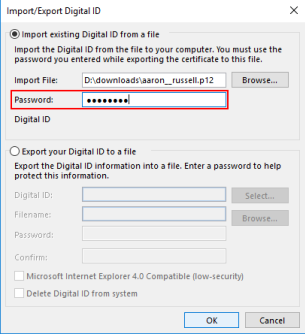 Import/Export Digital ID
Import existing Digital ID from a file
Import the Digital ID from the file to your computer. You must use the
password you entered while exporting the certificate to this file.
Import File: D:\downloads\aaron_russell.p12 Browse...
Password: ●●●●●●●●
Digital ID
Export your Digital ID to a file
Export the Digital ID information into a file. Enter a password to help
protect this information.
Digital ID: Select...
Filename: Browse...
Password:
Confirm:
Microsoft Internet Explorer 4.0 Compatible (low-security)
Delete Digital ID from system
OK Cancel